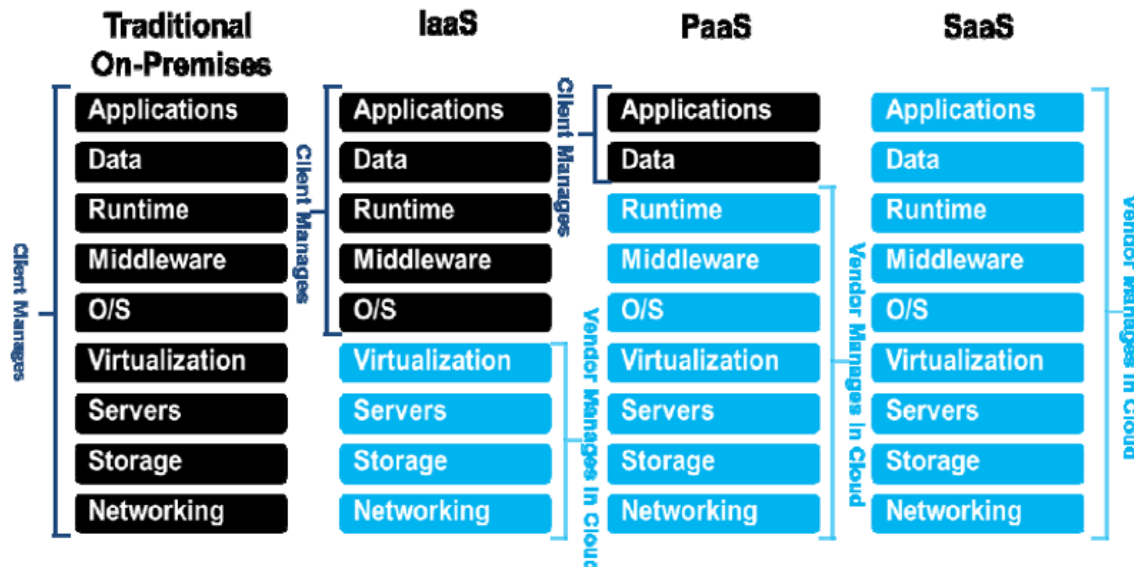 Traditional
On-Premises
Client Manages
Applications
Data
Runtime
Middleware
O/S
Virtualization
Servers
Storage
Networking
IaaS
Client Manages
Applications
Data
Runtime
Middleware
O/S
Virtualization
Servers
Storage
Networking
Vendor Manages In Cloud
PaaS
Client Manages
Applications
Data
Runtime
Middleware
O/S
Virtualization
Servers
Storage
Networking
Vendor Manages In Cloud
SaaS
Applications
Data
Runtime
Middleware
O/S
Virtualization
Servers
Storage
Networking
Vendor Manages In Cloud